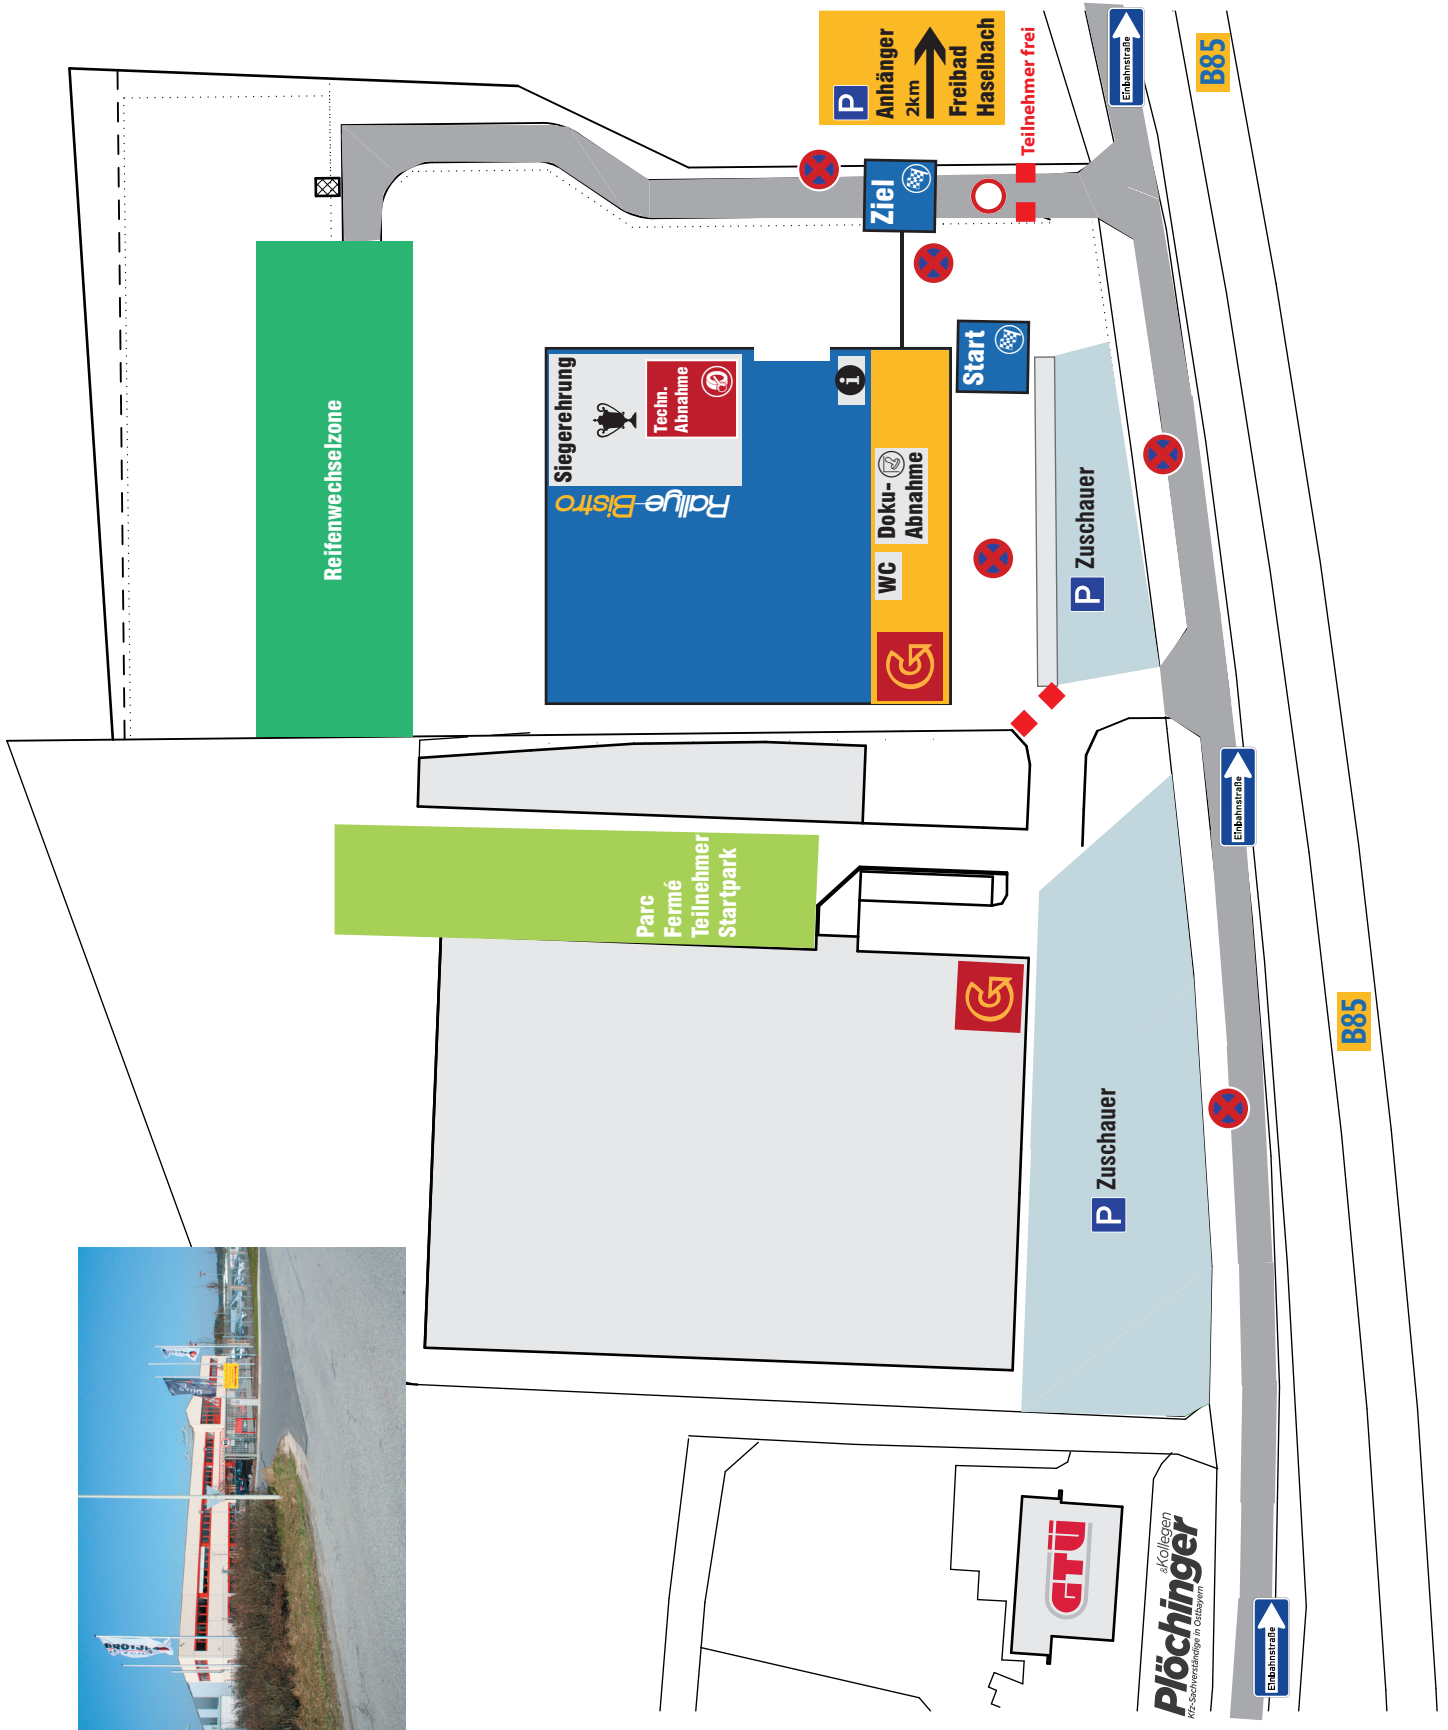 P
Anhänger
2km
Freibad
Haselbach
Teilnehmer frei
Einbahnstraße
B85
Ziel
Start
Siegerehrung
Techn.
Abnahme
Rallye-Bistro
i
Doku-
Abnahme
WC
G
Reifenwechselzone
P Zuschauer
Einbahnstraße
Parc
Fermé
Teilnehmer
Startpark
G
B85
P Zuschauer
GTÜ
Plöchinger
&Kollegen
Kfz-Sachverständige in Ostbayern
Einbahnstraße